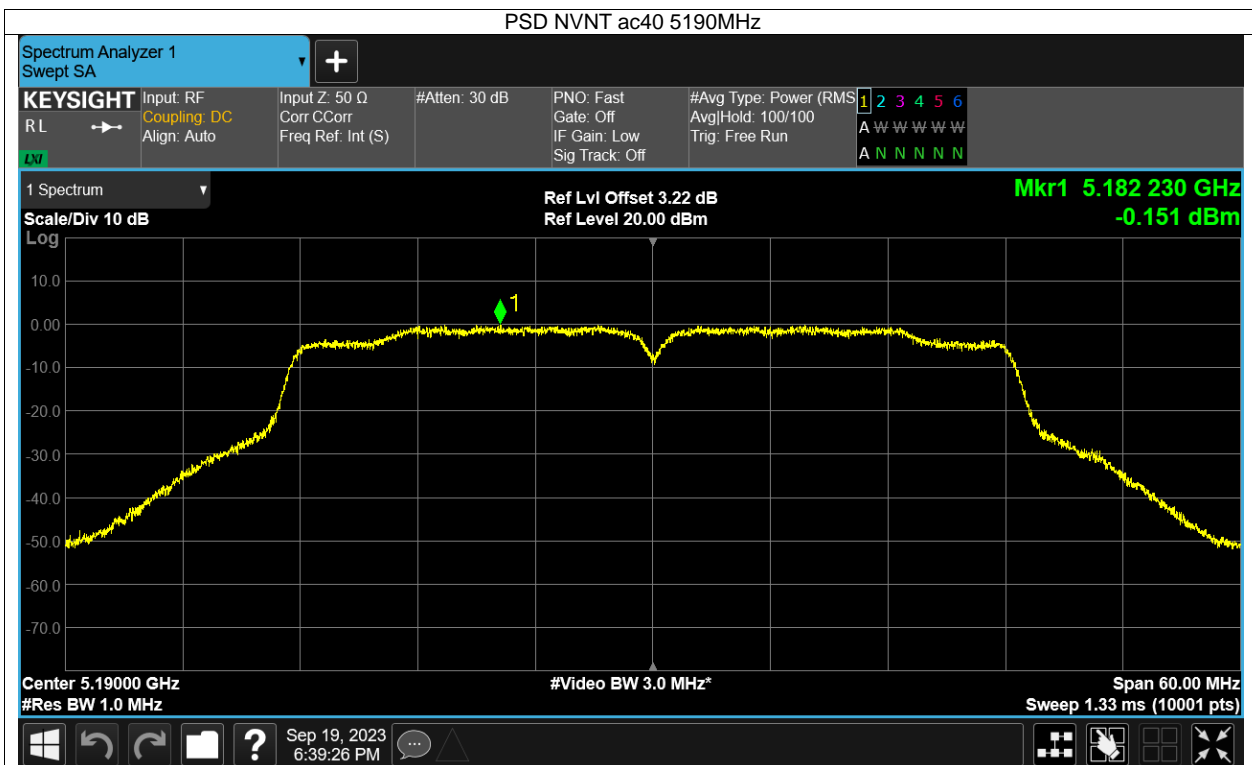 PSD NVNT ac40 5190MHz
Spectrum Analyzer 1
Swept SA
KEYSIGHT
R L
LXI
Input: RF
Coupling: DC
Align: Auto
Input Z: 50 Ω
Corr CCorr
Freq Ref: Int (S)
#Atten: 30 dB
PNO: Fast
Gate: Off
IF Gain: Low
Sig Track: Off
#Avg Type: Power (RMS
Avg|Hold: 100/100
Trig: Free Run
1 2 3 4 5 6
A W W W W W
A N N N N N
1 Spectrum
Scale/Div 10 dB
Ref Lvl Offset 3.22 dB
Ref Level 20.00 dBm
Mkr1 5.182 230 GHz
-0.151 dBm
Log
10.0
1
0.00
-10.0
-20.0
-30.0
-40.0
-50.0
-60.0
-70.0
Center 5.19000 GHz
#Video BW 3.0 MHz*
Span 60.00 MHz
#Res BW 1.0 MHz
Sweep 1.33 ms (10001 pts)
?
Sep 19, 2023
6:39:26 PM